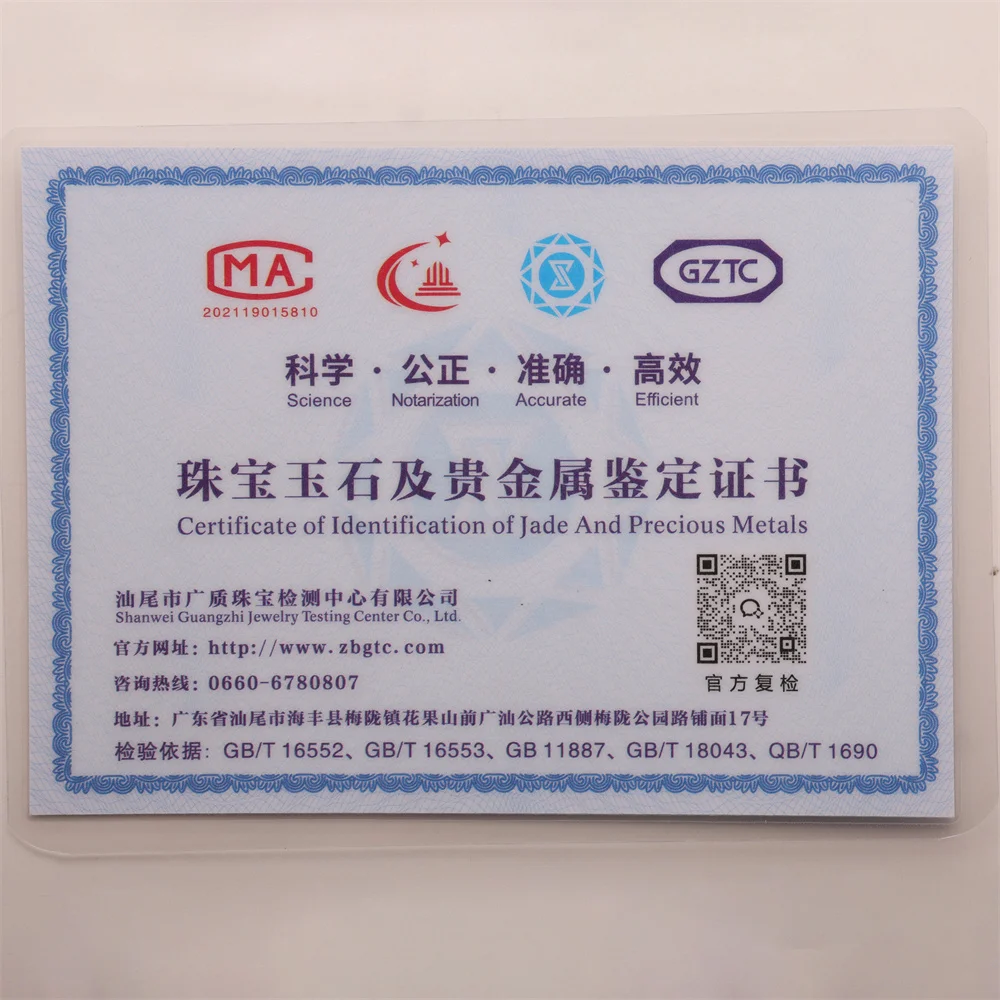 MA
202119015810
GZTC
科学 · 公正 · 准确 · 高效
Science Notarization Accurate Efficient
珠宝玉石及贵金属鉴定证书
Certificate of Identification of Jade And Precious Metals
汕尾市广质珠宝检测中心有限公司
Shanwei Guangzhi Jewelry Testing Center Co., Ltd.
官方网址：http://www.zbgtc.com
咨询热线：0660-6780807
官方复检
地址：广东省汕尾市海丰县梅陇镇花果山前广汕公路西侧梅陇公园路铺面17号
检验依据：GB/T 16552、GB/T 16553、GB 11887、GB/T 18043、QB/T 1690